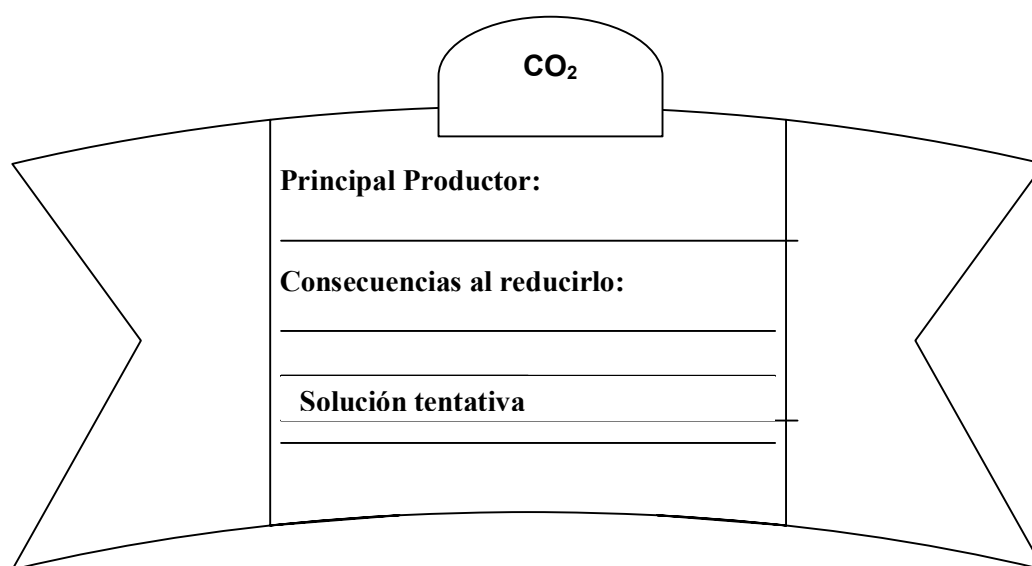 CO₂
Principal Productor:
Consecuencias al reducirlo:
Solución tentativa